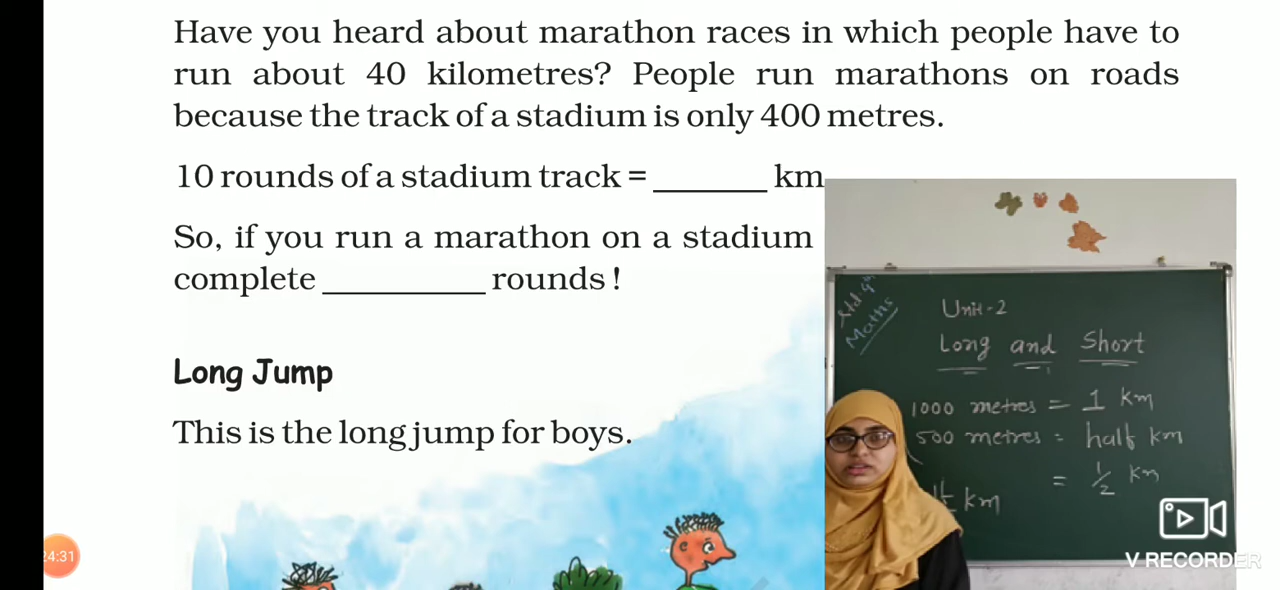 Have you heard about marathon races in which people have to
run about 40 kilometres? People run marathons on roads
because the track of a stadium is only 400 metres.
10 rounds of a stadium track = ______ km
So, if you run a marathon on a stadium
complete _________ rounds !
Long Jump
This is the long jump for boys.
Std-4th
Maths
Unit-2
Long and Short
1000 metres = 1 km
500 metres = half km
= 1/2 km
km
24:31
V RECORDER